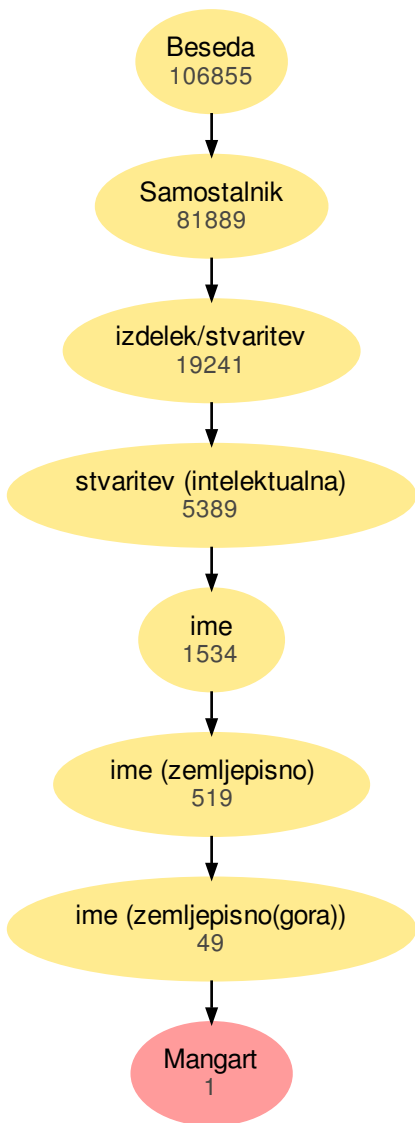 Beseda
106855
Samostalnik
81889
izdelek/stvaritev
19241
stvaritev (intelektualna)
5389
ime
1534
ime (zemljepisno)
519
ime (zemljepisno(gora))
49
Mangart
1